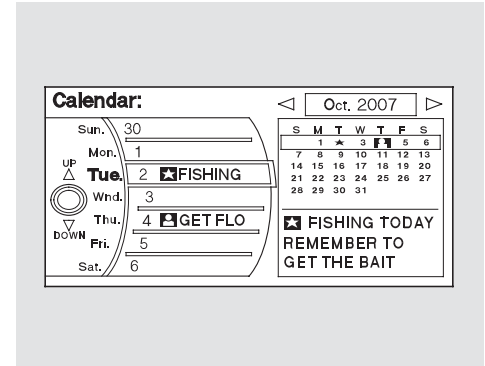 Calendar:
Sun. 30
Mon. 1
Tue. 2 FISHING
Wnd. 3
Thu. 4 GET FLO
Fri. 5
Sat. 6
UP
DOWN
Oct. 2007
S M T W T F S
1 3 5 6
7 8 9 10 11 12 13
14 15 16 17 18 19 20
21 22 23 24 25 26 27
28 29 30 31
FISHING TODAY
REMEMBER TO
GET THE BAIT